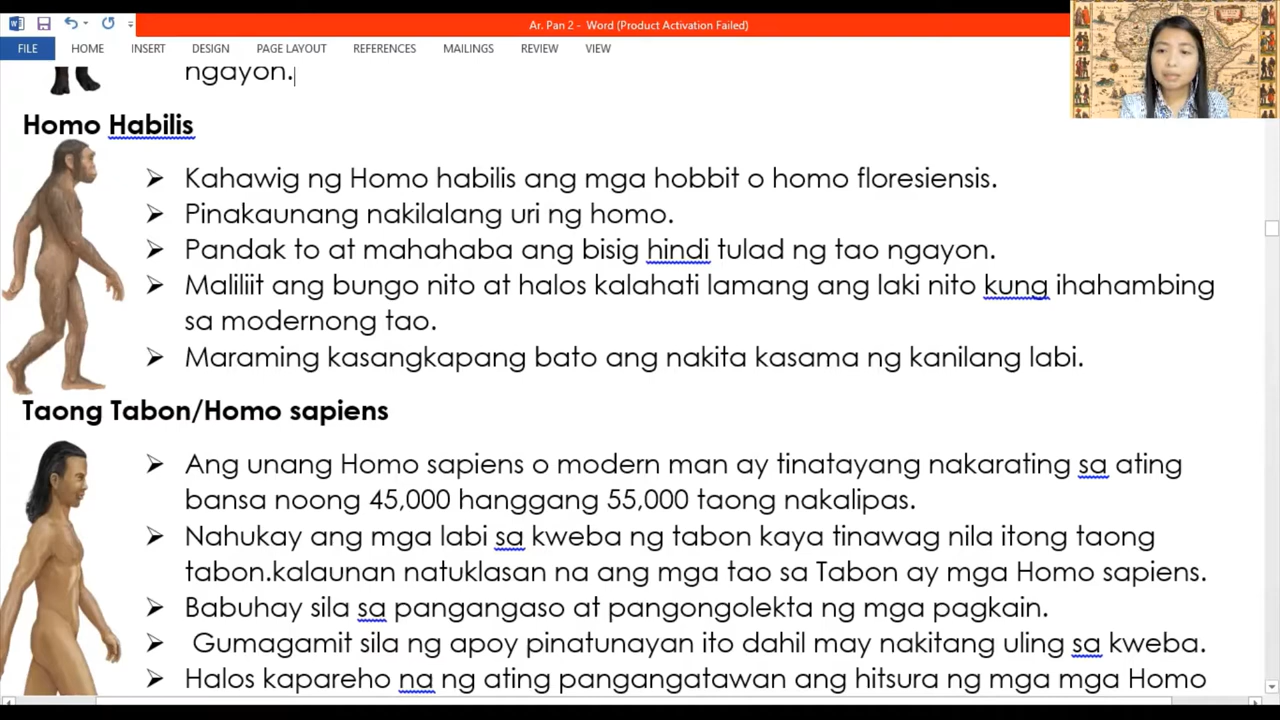 Ar. Pan 2 - Word (Product Activation Failed)
FILE HOME INSERT DESIGN PAGE LAYOUT REFERENCES MAILINGS REVIEW VIEW
ngayon.
Homo Habilis
➢ Kahawig ng Homo habilis ang mga hobbit o homo floresiensis.
➢ Pinakaunang nakilalang uri ng homo.
➢ Pandak to at mahahaba ang bisig hindi tulad ng tao ngayon.
➢ Maliliit ang bungo nito at halos kalahati lamang ang laki nito kung ihahambing
sa modernong tao.
➢ Maraming kasangkapang bato ang nakita kasama ng kanilang labi.
Taong Tabon/Homo sapiens
➢ Ang unang Homo sapiens o modern man ay tinatayang nakarating sa ating
bansa noong 45,000 hanggang 55,000 taong nakalipas.
➢ Nahukay ang mga labi sa kweba ng tabon kaya tinawag nila itong taong
tabon.kalaunan natuklasan na ang mga tao sa Tabon ay mga Homo sapiens.
➢ Babuhay sila sa pangangaso at pangongolekta ng mga pagkain.
➢ Gumagamit sila ng apoy pinatunayan ito dahil may nakitang uling sa kweba.
➢ Halos kapareho na ng ating pangangatawan ang hitsura ng mga mga Homo